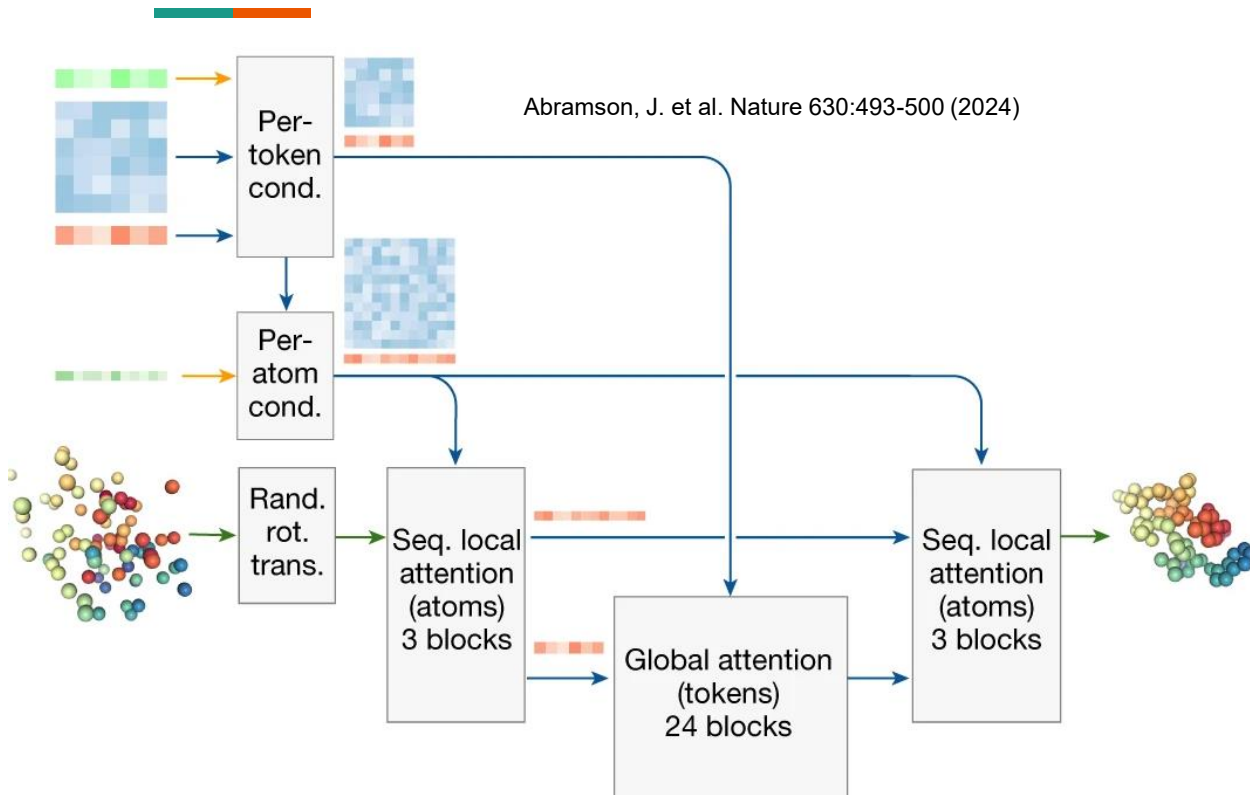 Abramson, J. et al. Nature 630:493-500 (2024)
Per-
token
cond.
Per-
atom
cond.
Rand.
rot.
trans.
Seq. local
attention
(atoms)
3 blocks
Global attention
(tokens)
24 blocks
Seq. local
attention
(atoms)
3 blocks